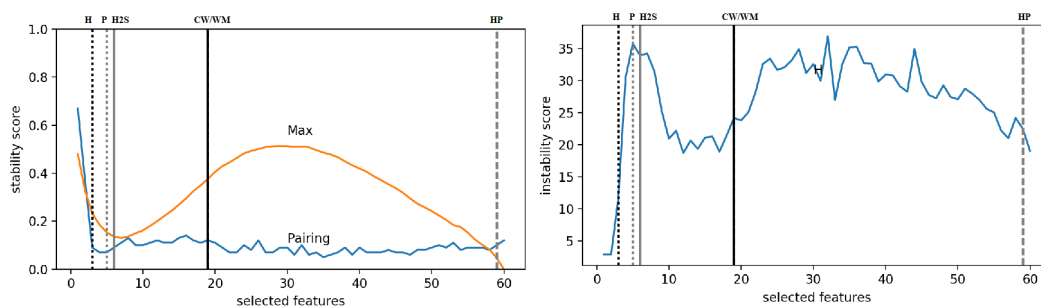 H P H2S CW/WM HP
1.0
0.8
0.6
0.4
0.2
0.0
stability score
Max
Pairing
0 10 20 30 40 50 60
selected features
H P H2S CW/WM HP
35
30
25
20
15
10
5
instability score
H
0 10 20 30 40 50 60
selected features